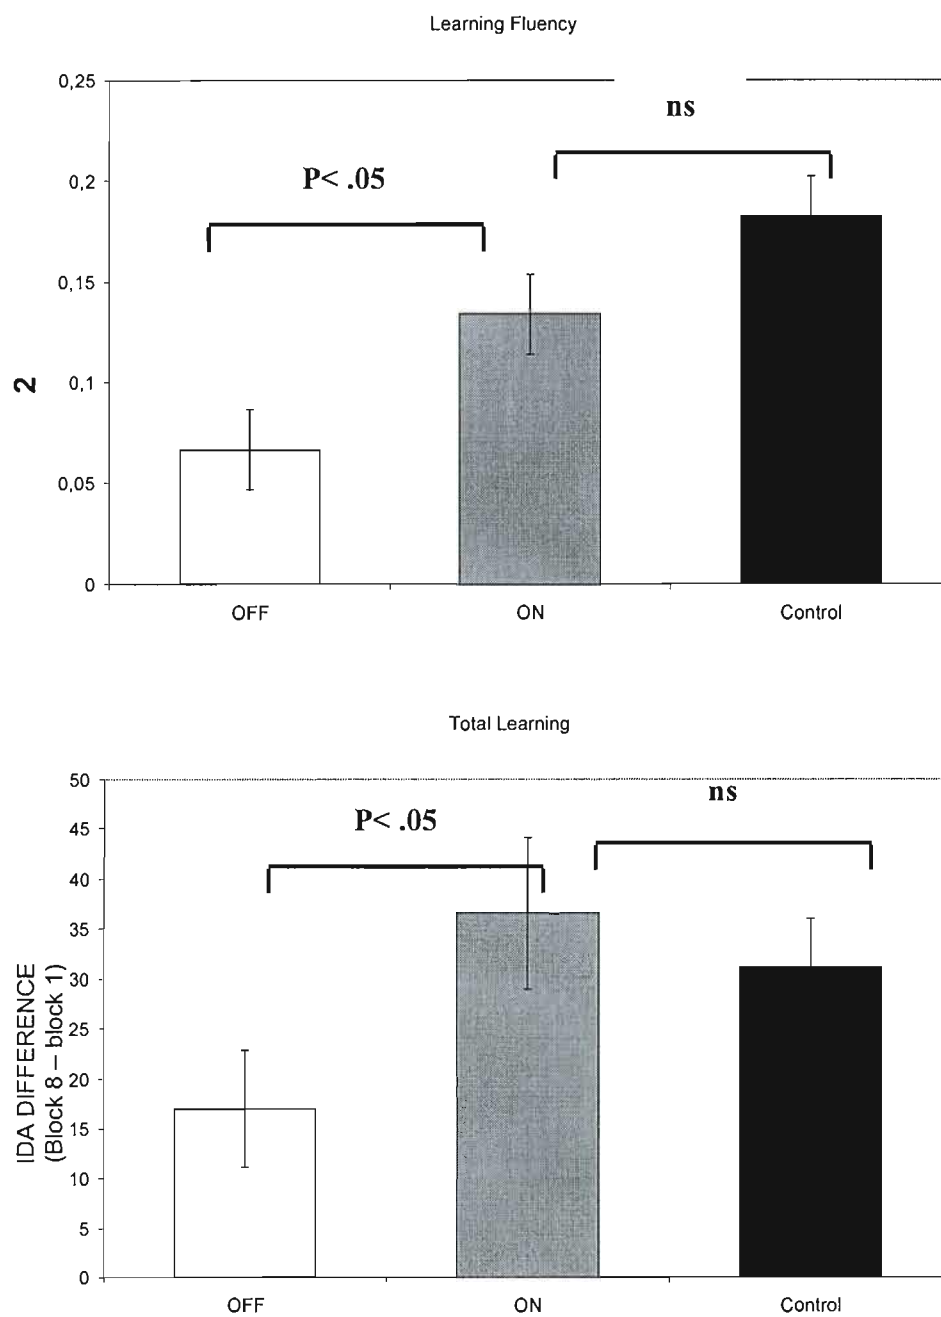 Learning Fluency
0,25
0,2
0,15
0,1
0,05
0
2
P< .05
ns
OFF
ON
Control
Total Learning
50
45
40
35
30
25
20
15
10
5
0
IDA DIFFERENCE
(Block 8 – block 1)
P< .05
ns
OFF
ON
Control